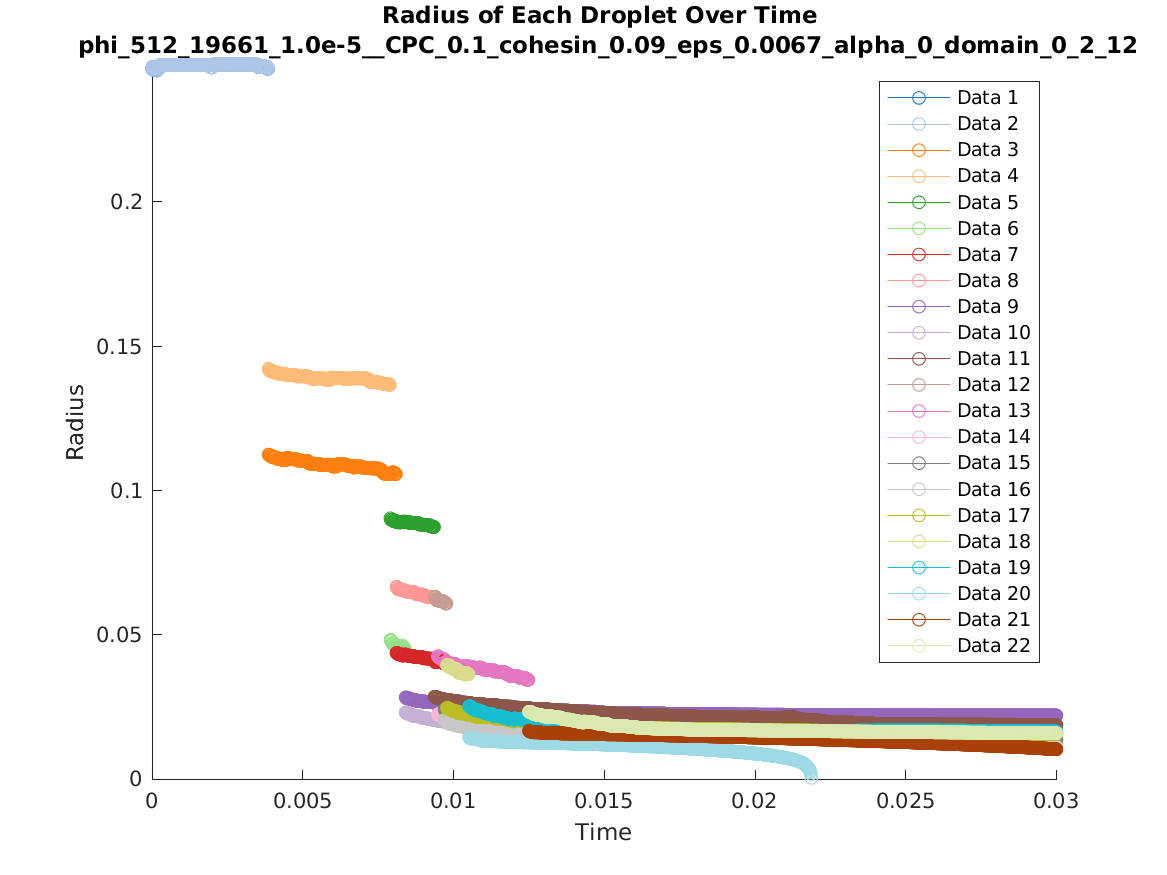 Radius of Each Droplet Over Time
phi_512_19661_1.0e-5__CPC_0.1_cohesin_0.09_eps_0.0067_alpha_0_domain_0_2_12
Data 1
Data 2
Data 3
Data 4
Data 5
Data 6
Data 7
Data 8
Data 9
Data 10
Data 11
Data 12
Data 13
Data 14
Data 15
Data 16
Data 17
Data 18
Data 19
Data 20
Data 21
Data 22
0.2
0.15
0.1
0.05
0
Radius
0 0.005 0.01 0.015 0.02 0.025 0.03
Time